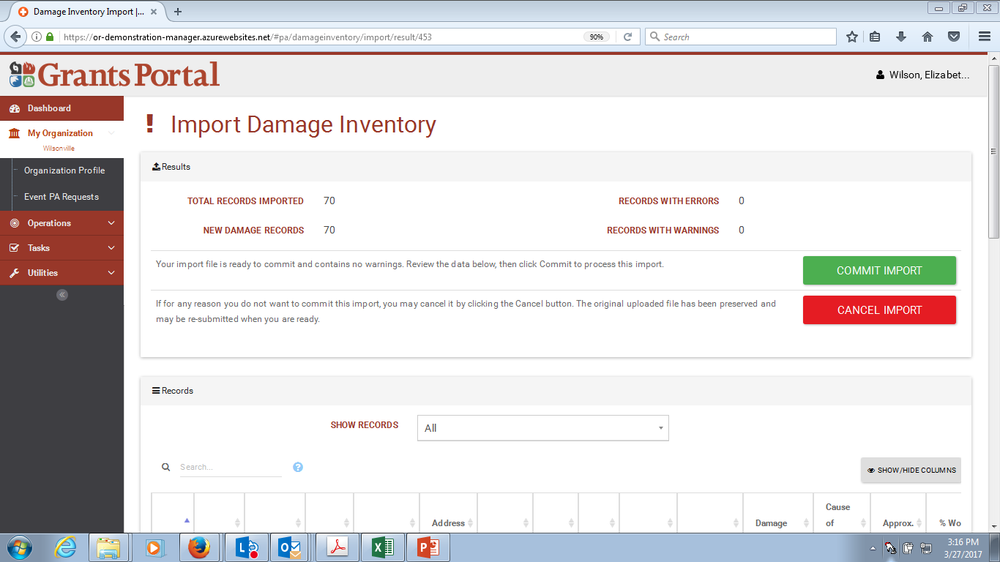 Damage Inventory Import |...
https://or-demonstration-manager.azurewebsites.net/#pa/damageinventory/import/result/453
90%
Search
Grants Portal
Wilson, Elizabet...
Dashboard
My Organization
Wilsonville
Organization Profile
Event PA Requests
Operations
Tasks
Utilities
Import Damage Inventory
Results
TOTAL RECORDS IMPORTED 70
RECORDS WITH ERRORS 0
NEW DAMAGE RECORDS 70
RECORDS WITH WARNINGS 0
Your import file is ready to commit and contains no warnings. Review the data below, then click Commit to process this import.
COMMIT IMPORT
If for any reason you do not want to commit this import, you may cancel it by clicking the Cancel button. The original uploaded file has been preserved and
may be re-submitted when you are ready.
CANCEL IMPORT
Records
SHOW RECORDS All
Search...
SHOW/HIDE COLUMNS
Cause
Address Damage of Approx. % Wo
3:16 PM
3/27/2017